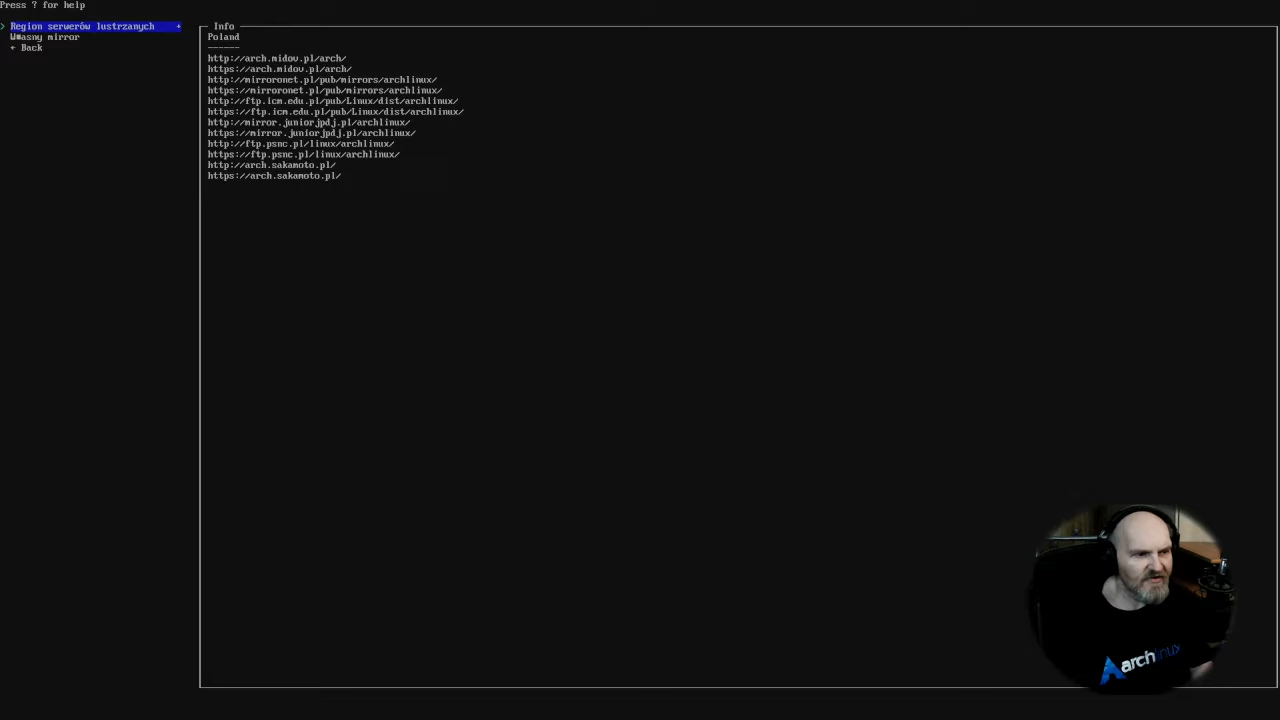 Press ? for help
> Region serwerów lustrzanych +
Własny mirror
← Back
Info
Poland
------
http://arch.midov.pl/arch/
https://arch.midov.pl/arch/
http://mirroronet.pl/pub/mirrors/archlinux/
https://mirroronet.pl/pub/mirrors/archlinux/
http://ftp.icm.edu.pl/pub/Linux/dist/archlinux/
https://ftp.icm.edu.pl/pub/Linux/dist/archlinux/
http://mirror.juniorjpdj.pl/archlinux/
https://mirror.juniorjpdj.pl/archlinux/
http://ftp.psnc.pl/linux/archlinux/
https://ftp.psnc.pl/linux/archlinux/
http://arch.sakamoto.pl/
https://arch.sakamoto.pl/
archlinux